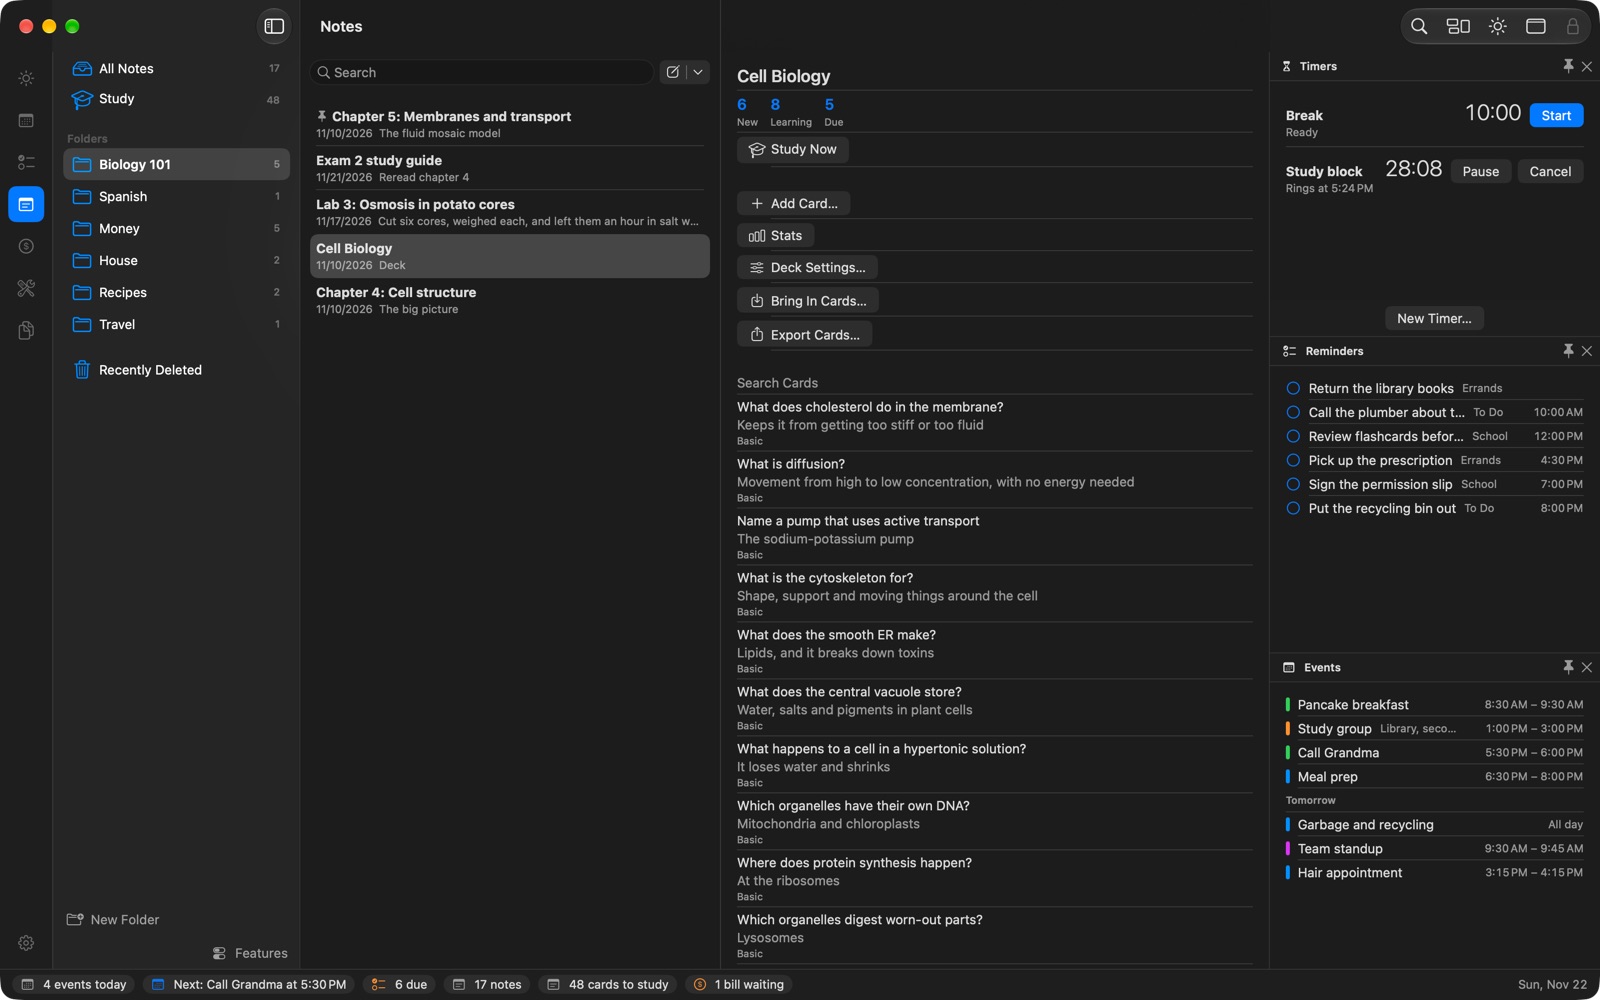 Notes
All Notes 17
Study 48
Folders
Biology 101 5
Spanish 1
Money 5
House 2
Recipes 2
Travel 1
Recently Deleted
New Folder
Features
Search
Chapter 5: Membranes and transport
11/10/2026 The fluid mosaic model
Exam 2 study guide
11/21/2026 Reread chapter 4
Lab 3: Osmosis in potato cores
11/17/2026 Cut six cores, weighed each, and left them an hour in salt w...
Cell Biology
11/10/2026 Deck
Chapter 4: Cell structure
11/10/2026 The big picture
Cell Biology
6 8 5
New Learning Due
Study Now
Add Card...
Stats
Deck Settings...
Bring In Cards...
Export Cards...
Search Cards
What does cholesterol do in the membrane?
Keeps it from getting too stiff or too fluid
Basic
What is diffusion?
Movement from high to low concentration, with no energy needed
Basic
Name a pump that uses active transport
The sodium-potassium pump
Basic
What is the cytoskeleton for?
Shape, support and moving things around the cell
Basic
What does the smooth ER make?
Lipids, and it breaks down toxins
Basic
What does the central vacuole store?
Water, salts and pigments in plant cells
Basic
What happens to a cell in a hypertonic solution?
It loses water and shrinks
Basic
Which organelles have their own DNA?
Mitochondria and chloroplasts
Basic
Where does protein synthesis happen?
At the ribosomes
Basic
Which organelles digest worn-out parts?
Lysosomes
Basic
Timers
Break 10:00 Start
Ready
Study block 28:08 Pause Cancel
Rings at 5:24 PM
New Timer...
Reminders
Return the library books Errands
Call the plumber about t... To Do 10:00 AM
Review flashcards befor... School 12:00 PM
Pick up the prescription Errands 4:30 PM
Sign the permission slip School 7:00 PM
Put the recycling bin out To Do 8:00 PM
Events
Pancake breakfast 8:30 AM – 9:30 AM
Study group Library, seco... 1:00 PM – 3:00 PM
Call Grandma 5:30 PM – 6:00 PM
Meal prep 6:30 PM – 8:00 PM
Tomorrow
Garbage and recycling All day
Team standup 9:30 AM – 9:45 AM
Hair appointment 3:15 PM – 4:15 PM
4 events today Next: Call Grandma at 5:30 PM 6 due 17 notes 48 cards to study 1 bill waiting Sun, Nov 22